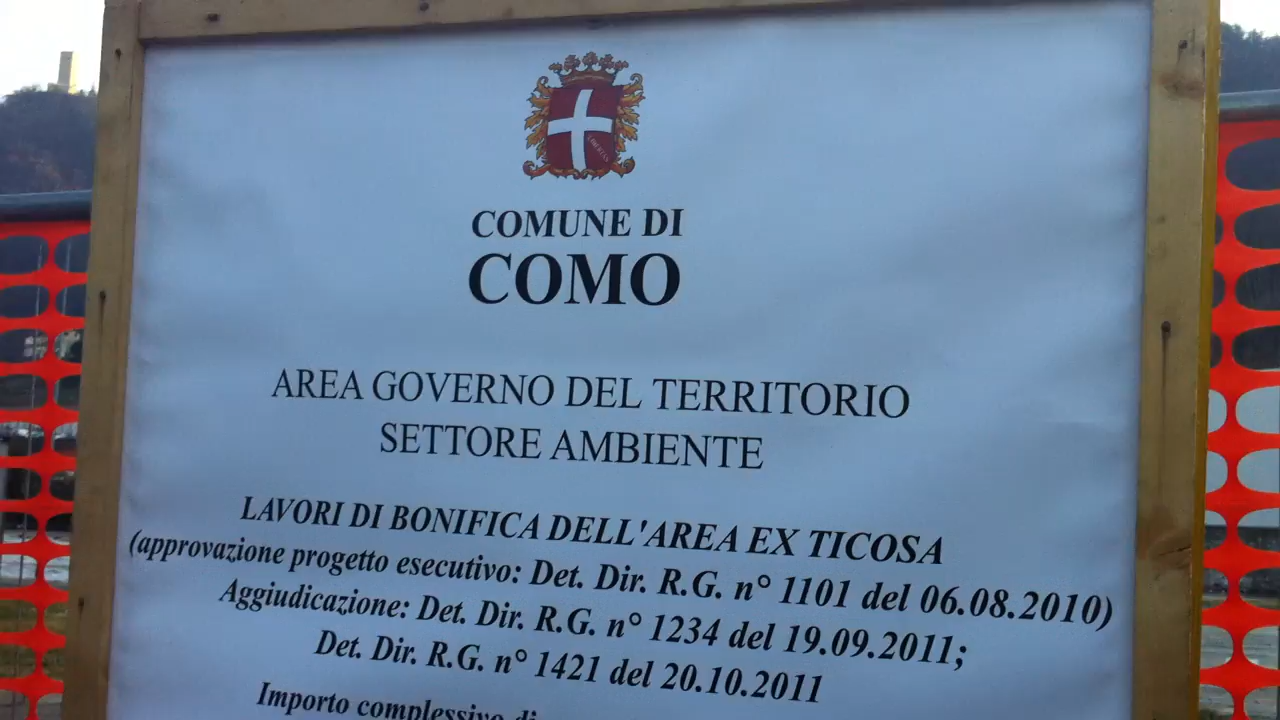 LIBERTAS
COMUNE DI
COMO
AREA GOVERNO DEL TERRITORIO
SETTORE AMBIENTE
LAVORI DI BONIFICA DELL'AREA EX TICOSA
(approvazione progetto esecutivo: Det. Dir. R.G. n° 1101 del 06.08.2010)
Aggiudicazione: Det. Dir. R.G. n° 1234 del 19.09.2011;
Det. Dir. R.G. n° 1421 del 20.10.2011
Importo complessivo di